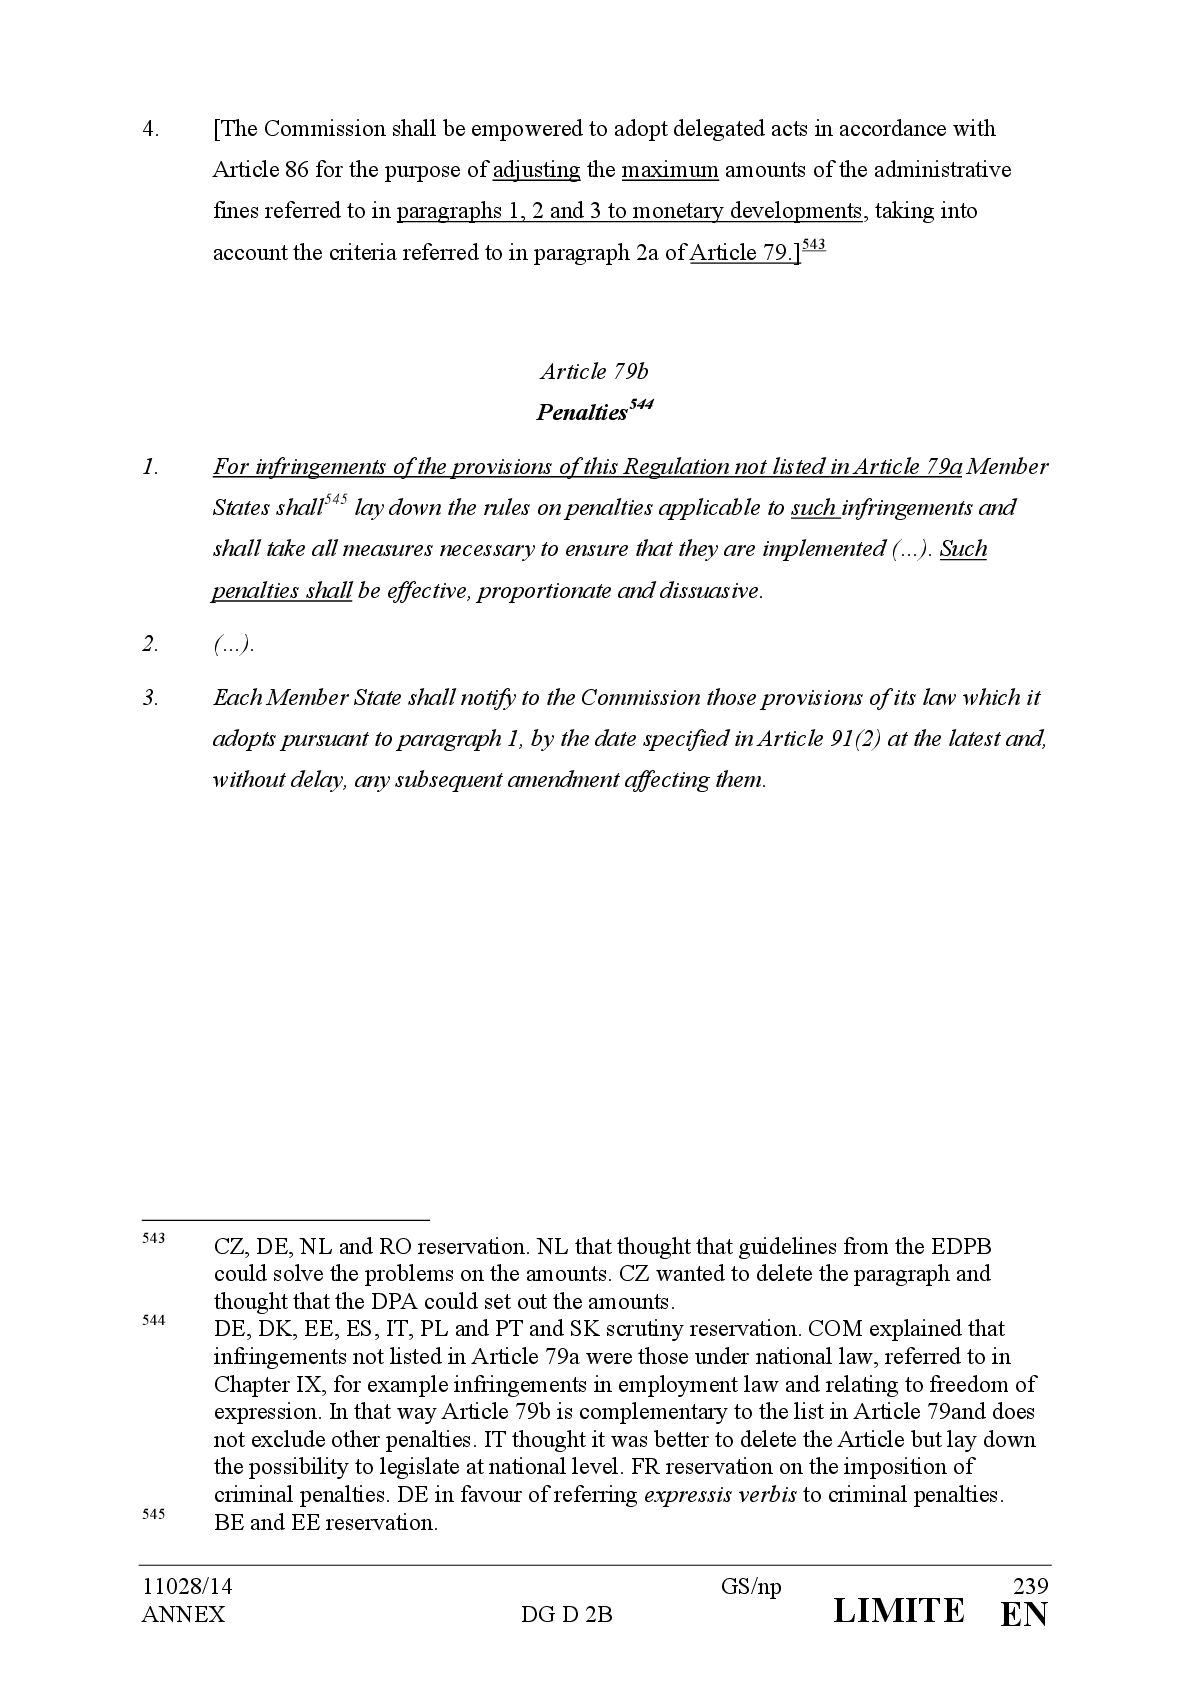 4. [The Commission shall be empowered to adopt delegated acts in accordance with
Article 86 for the purpose of adjusting the maximum amounts of the administrative
fines referred to in paragraphs 1, 2 and 3 to monetary developments, taking into
account the criteria referred to in paragraph 2a of Article 79.]543
Article 79b
Penalties544
1. For infringements of the provisions of this Regulation not listed in Article 79a Member
States shall545 lay down the rules on penalties applicable to such infringements and
shall take all measures necessary to ensure that they are implemented (…). Such
penalties shall be effective, proportionate and dissuasive.
2. (…).
3. Each Member State shall notify to the Commission those provisions of its law which it
adopts pursuant to paragraph 1, by the date specified in Article 91(2) at the latest and,
without delay, any subsequent amendment affecting them.
543 CZ, DE, NL and RO reservation. NL that thought that guidelines from the EDPB
could solve the problems on the amounts. CZ wanted to delete the paragraph and
thought that the DPA could set out the amounts.
544 DE, DK, EE, ES, IT, PL and PT and SK scrutiny reservation. COM explained that
infringements not listed in Article 79a were those under national law, referred to in
Chapter IX, for example infringements in employment law and relating to freedom of
expression. In that way Article 79b is complementary to the list in Article 79and does
not exclude other penalties. IT thought it was better to delete the Article but lay down
the possibility to legislate at national level. FR reservation on the imposition of
criminal penalties. DE in favour of referring expressis verbis to criminal penalties.
545 BE and EE reservation.
11028/14 GS/np 239
ANNEX DG D 2B LIMITE EN